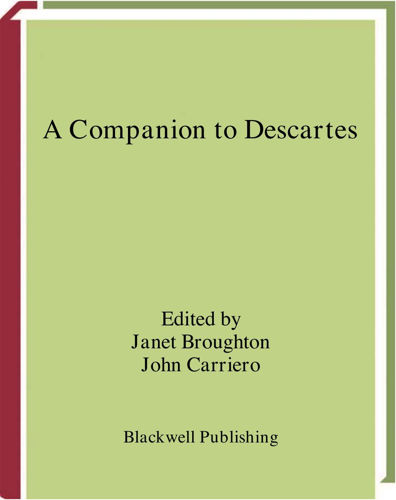 A Companion to Descartes
Edited by
Janet Broughton
John Carriero
Blackwell Publishing